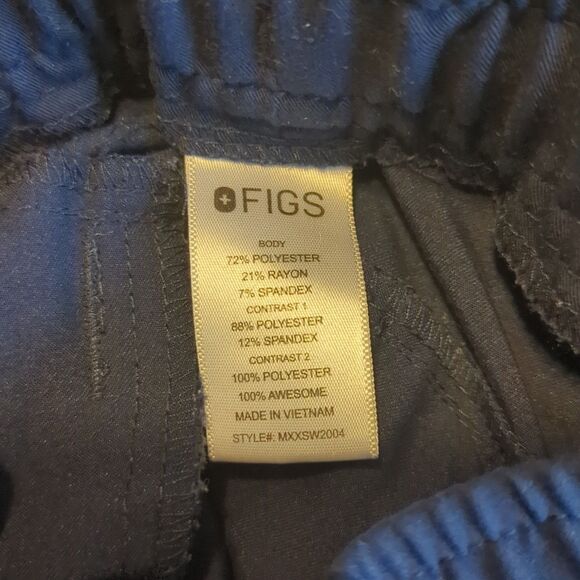 FIGS
BODY
72% POLYESTER
21% RAYON
7% SPANDEX
CONTRAST 1
88% POLYESTER
12% SPANDEX
CONTRAST 2
100% POLYESTER
100% AWESOME
MADE IN VIETNAM
STYLE#: MXXSW2004